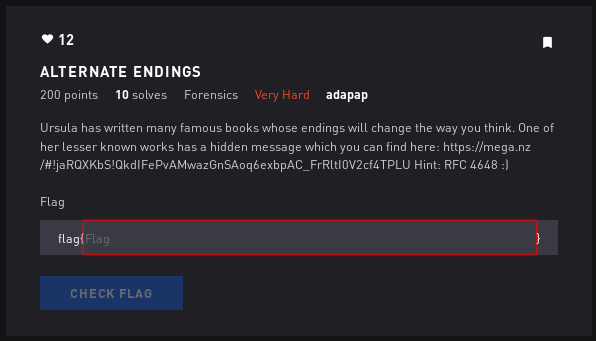 12
ALTERNATE ENDINGS
200 points 10 solves Forensics Very Hard adapap
Ursula has written many famous books whose endings will change the way you think. One of
her lesser known works has a hidden message which you can find here: https://mega.nz
/#!jaRQXKbS!QkdIFePvAMwazGnSAoq6exbpAC_FrRltI0V2cf4TPLU Hint: RFC 4648 :)
Flag
flag{Flag}
CHECK FLAG